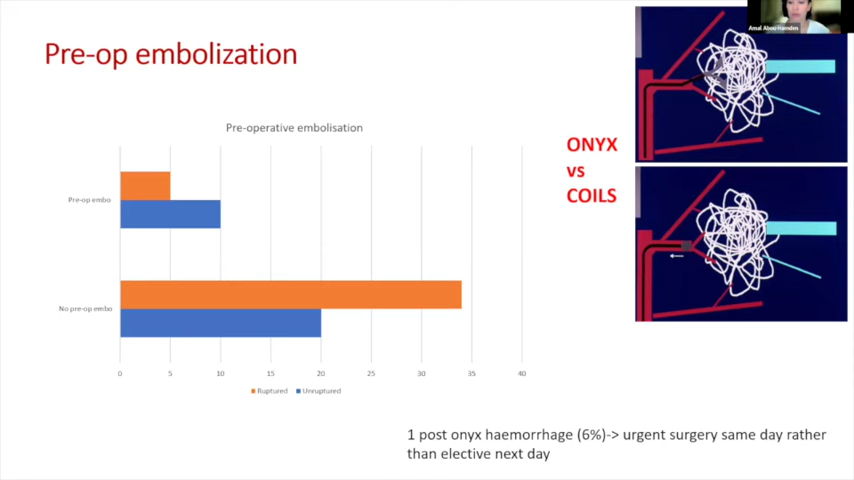 Amal Abou-Hamden
Pre-op embolization
Pre-operative embolisation
ONYX
vs
COILS
Pre-op embo
No pre-op embo
0 5 10 15 20 25 30 35 40
Ruptured Unruptured
1 post onyx haemorrhage (6%)-> urgent surgery same day rather
than elective next day